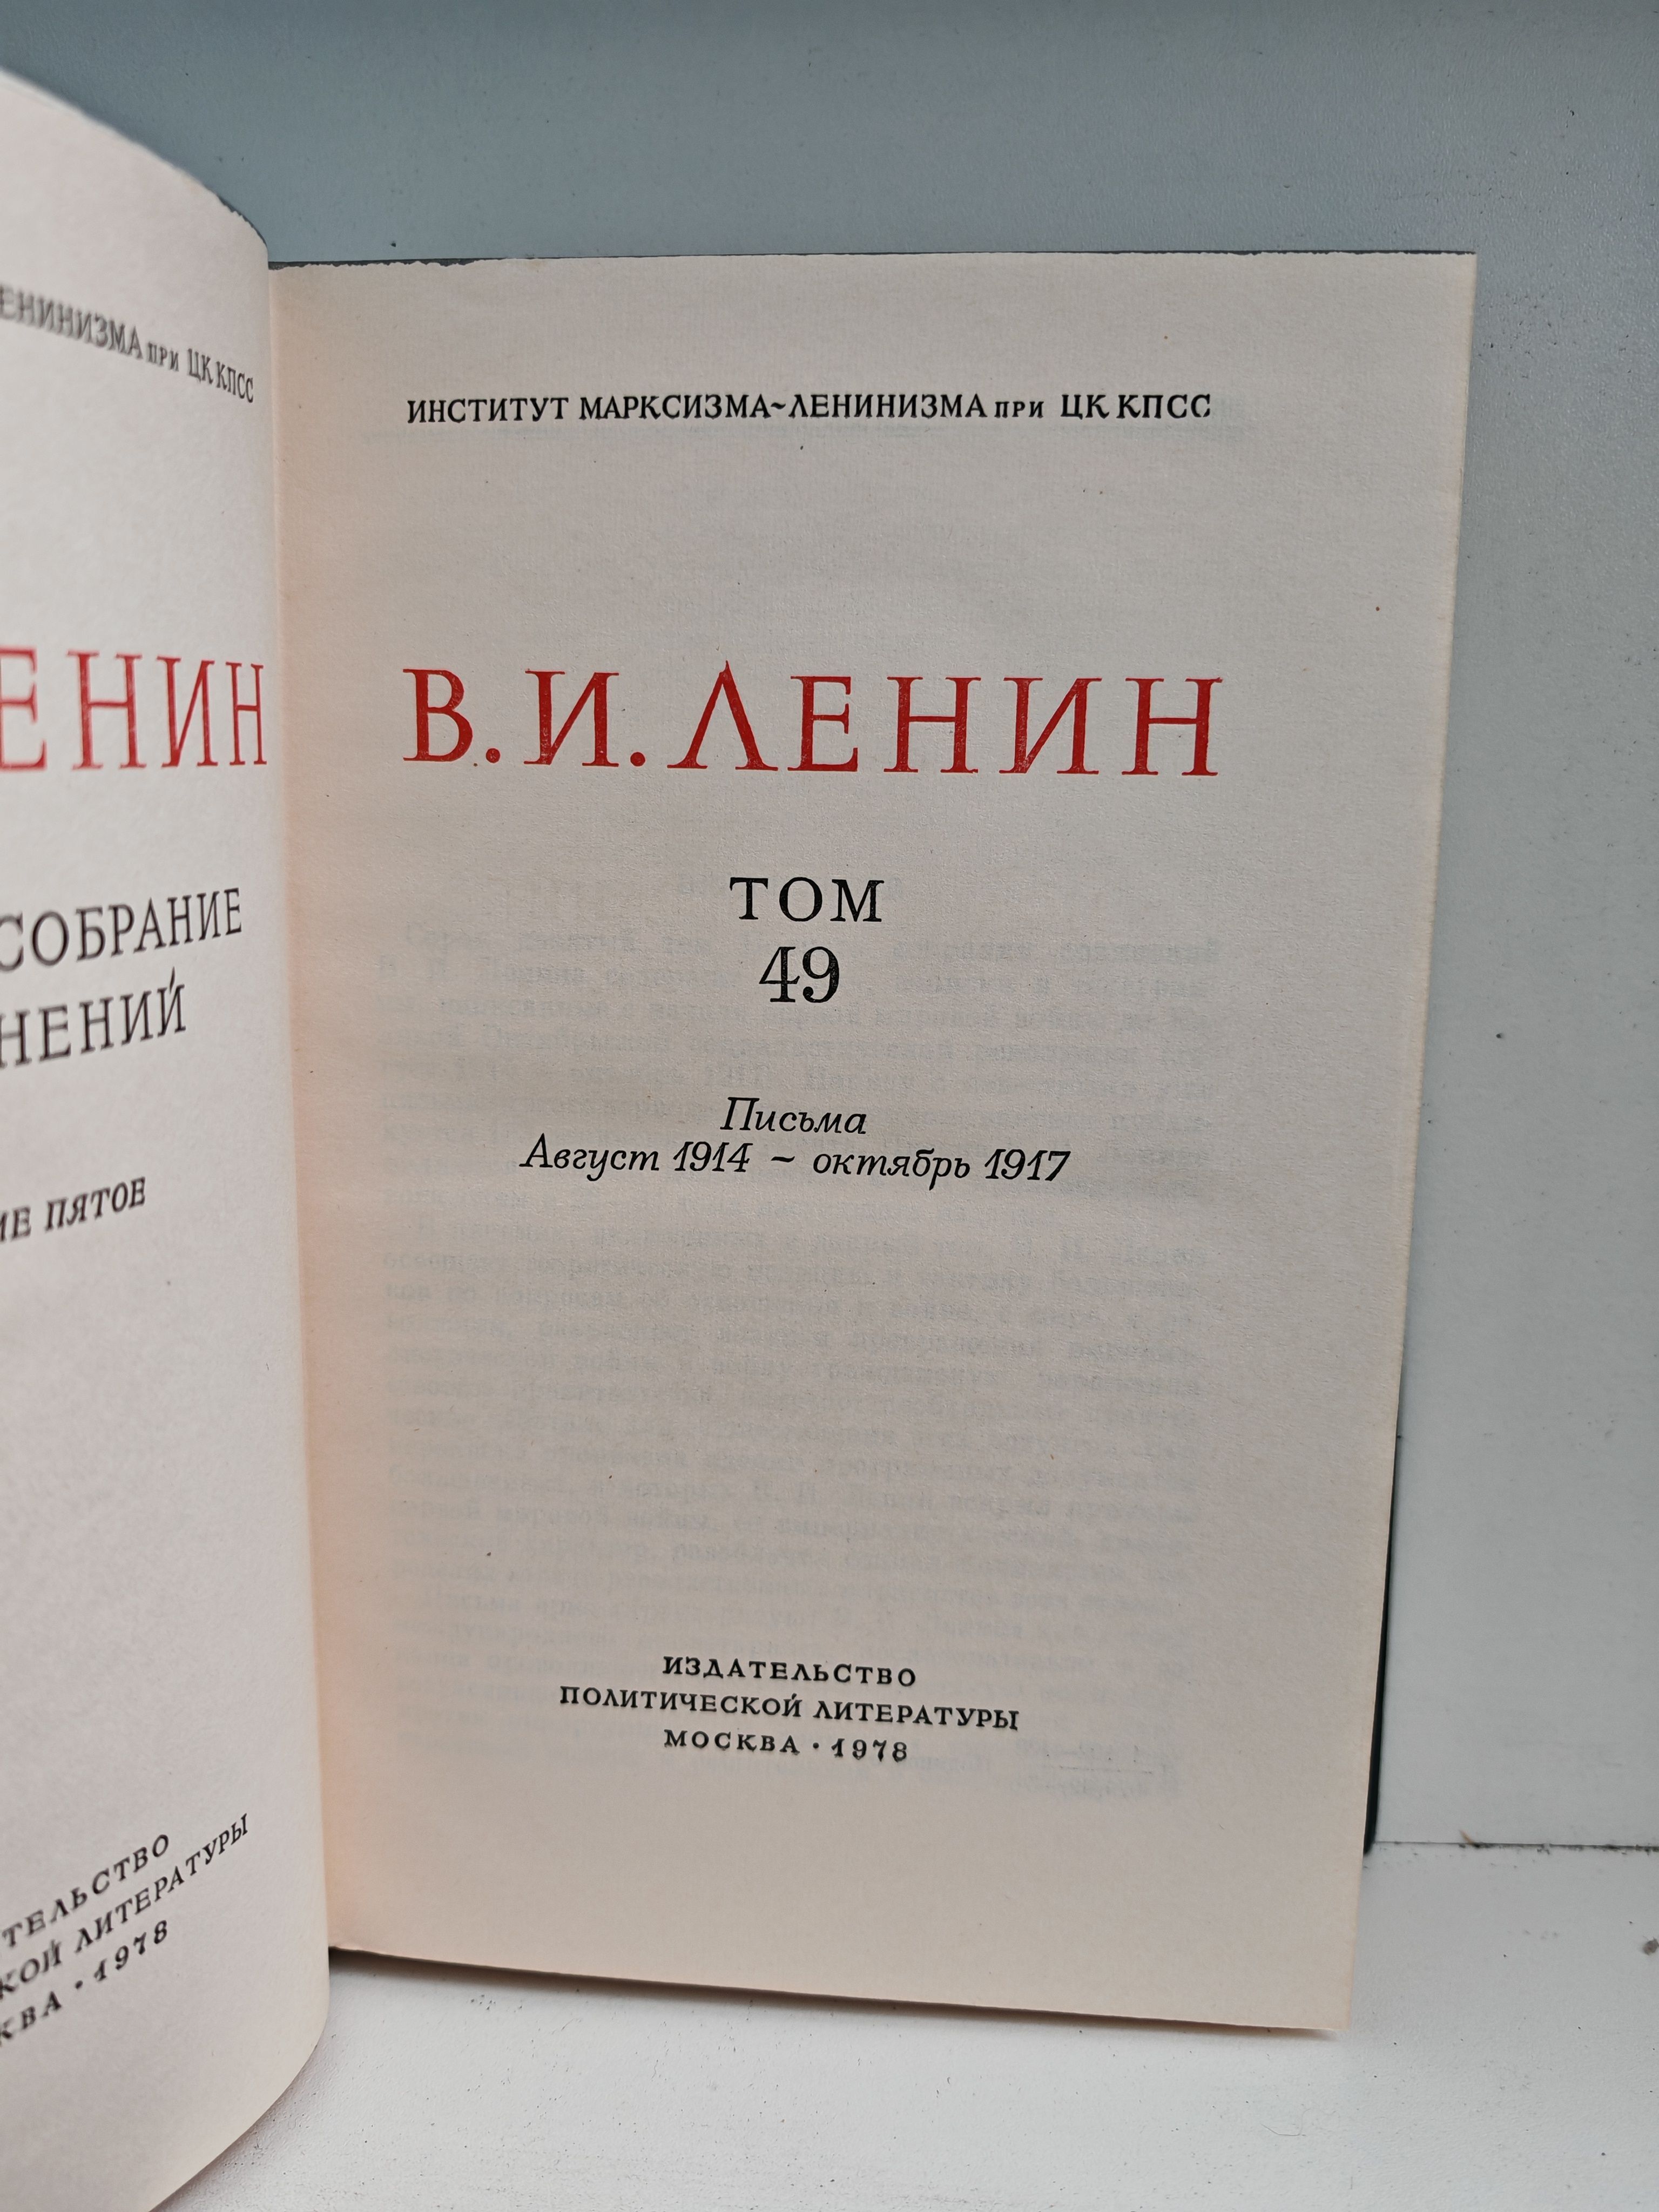 ЕНИНИЗМА при ЦК КПСС
ЕНИН
СОБРАНИЕ
НЕНИЙ
ИЕ ПЯТОЕ
ТЕЛЬСТВО
КОЙ ЛИТЕРАТУРЫ
КВА • 1978
ИНСТИТУТ МАРКСИЗМА~ЛЕНИНИЗМА при ЦК КПСС
В. И. ЛЕНИН
ТОМ
49
Письма
Август 1914 ~ октябрь 1917
ИЗДАТЕЛЬСТВО
ПОЛИТИЧЕСКОЙ ЛИТЕРАТУРЫ
МОСКВА • 1978